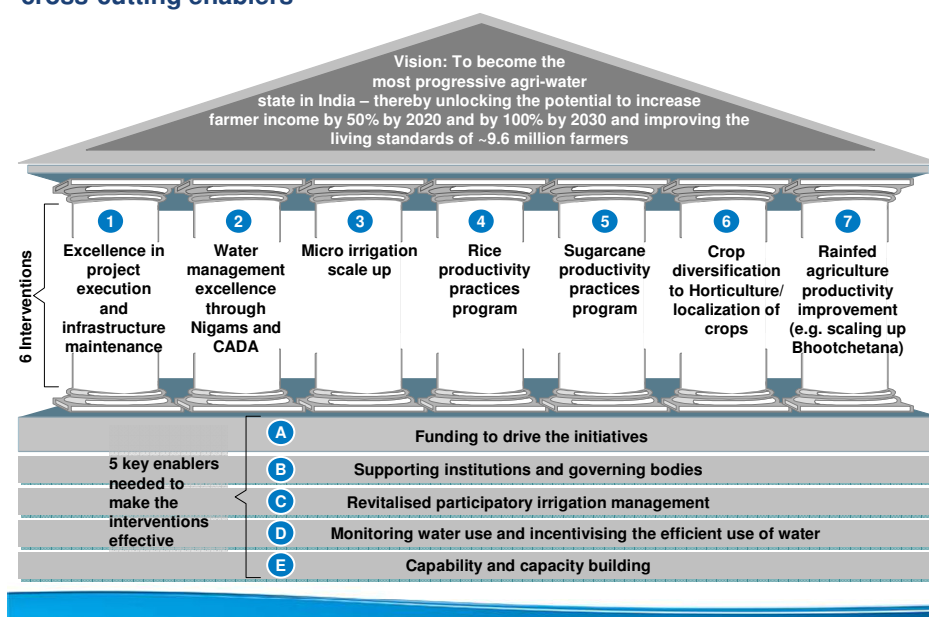 cross-cutting enablers
Vision: To become the
most progressive agri-water
state in India – thereby unlocking the potential to increase
farmer income by 50% by 2020 and by 100% by 2030 and improving the
living standards of ~9.6 million farmers
6 Interventions
1
Excellence in
project
execution
and
infrastructure
maintenance
2
Water
management
excellence
through
Nigams and
CADA
3
Micro irrigation
scale up
4
Rice
productivity
practices
program
5
Sugarcane
productivity
practices
program
6
Crop
diversification
to Horticulture/
localization of
crops
7
Rainfed
agriculture
productivity
improvement
(e.g. scaling up
Bhootchetana)
5 key enablers
needed to
make the
interventions
effective
A Funding to drive the initiatives
B Supporting institutions and governing bodies
C Revitalised participatory irrigation management
D Monitoring water use and incentivising the efficient use of water
E Capability and capacity building